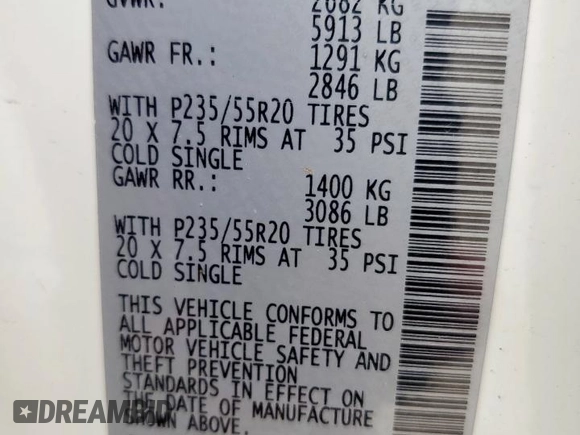 GVWR: 2682 KG
5913 LB
GAWR FR.: 1291 KG
2846 LB
WITH P235/55R20 TIRES
20 X 7.5 RIMS AT 35 PSI
COLD SINGLE
GAWR RR.: 1400 KG
3086 LB
WITH P235/55R20 TIRES
20 X 7.5 RIMS AT 35 PSI
COLD SINGLE
THIS VEHICLE CONFORMS TO
ALL APPLICABLE FEDERAL
MOTOR VEHICLE SAFETY AND
THEFT PREVENTION
STANDARDS IN EFFECT ON
THE DATE OF MANUFACTURE
SHOWN ABOVE.
DREAMBID